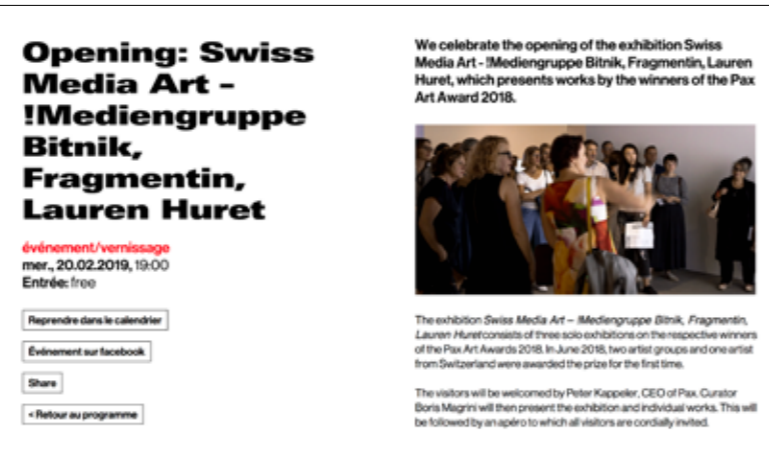 Opening: Swiss
Media Art –
!Mediengruppe
Bitnik,
Fragmentin,
Lauren Huret
événement/vernissage
mer., 20.02.2019, 19:00
Entrée: free
Reprendre dans le calendrier
Événement sur facebook
Share
< Retour au programme
We celebrate the opening of the exhibition Swiss
Media Art - !Mediengruppe Bitnik, Fragmentin, Lauren
Huret, which presents works by the winners of the Pax
Art Award 2018.
The exhibition Swiss Media Art – !Mediengruppe Bitnik, Fragmentin,
Lauren Huret consists of three solo exhibitions on the respective winners
of the Pax Art Awards 2018. In June 2018, two artist groups and one artist
from Switzerland were awarded the prize for the first time.
The visitors will be welcomed by Peter Kappeler, CEO of Pax. Curator
Boris Magrini will then present the exhibition and individual works. This will
be followed by an apéro to which all visitors are cordially invited.